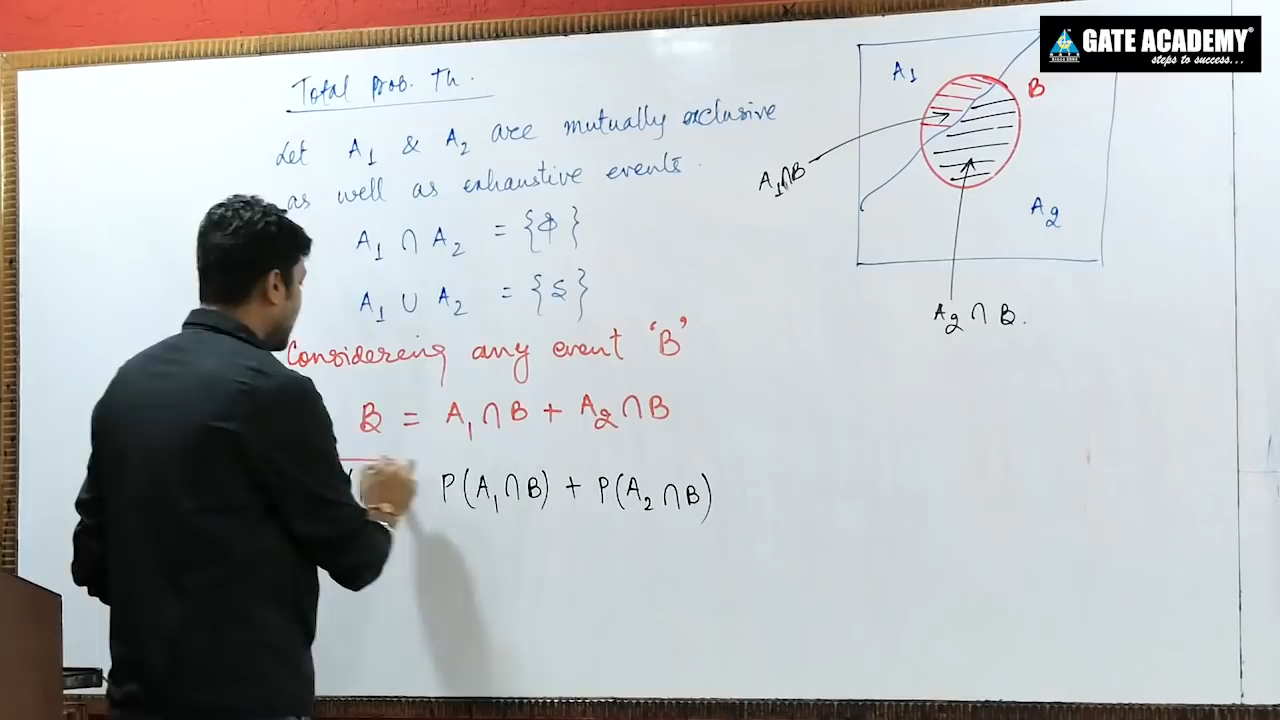 Total prob. Th.
Let A₁ & A₂ are mutually exclusive
as well as exhaustive events.
A₁ ∩ A₂ = {Φ}
A₁ ∪ A₂ = {S}
Considering any event 'B'
B = A₁∩B + A₂∩B
P(A₁∩B) + P(A₂∩B)
A₁
B
A₁∩B
A₂
A₂∩B.
GATE ACADEMY®
steps to success...